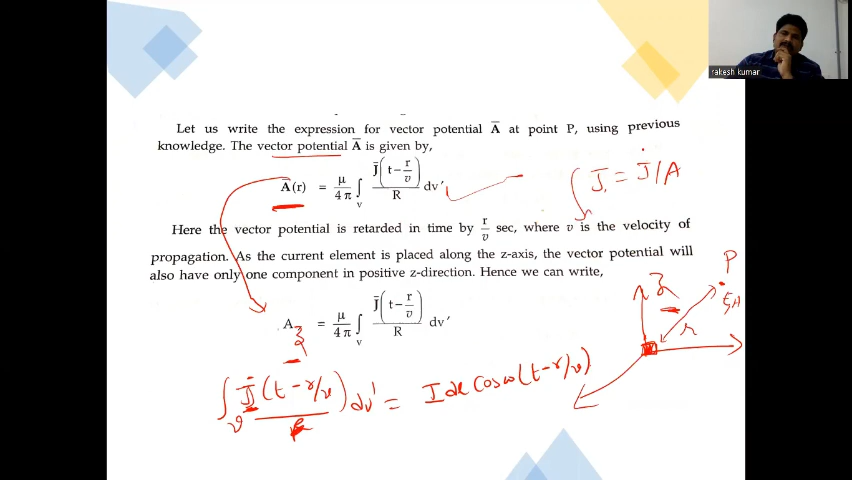 rakesh kumar
Let us write the expression for vector potential A̅ at point P, using previous
knowledge. The vector potential A̅ is given by,
A̅(r) = μ/4π ∫v J̅(t − r/v)/R dv'
J̅ = J̇/A
Here the vector potential is retarded in time by r/v sec, where v is the velocity of
propagation. As the current element is placed along the z-axis, the vector potential will
also have only one component in positive z-direction. Hence we can write,
P
z
r
A = μ/4π ∫v J̅(t − r/v)/R dv'
∫v J̅(t − r/v) dv' = I dl cos ω(t − r/v)